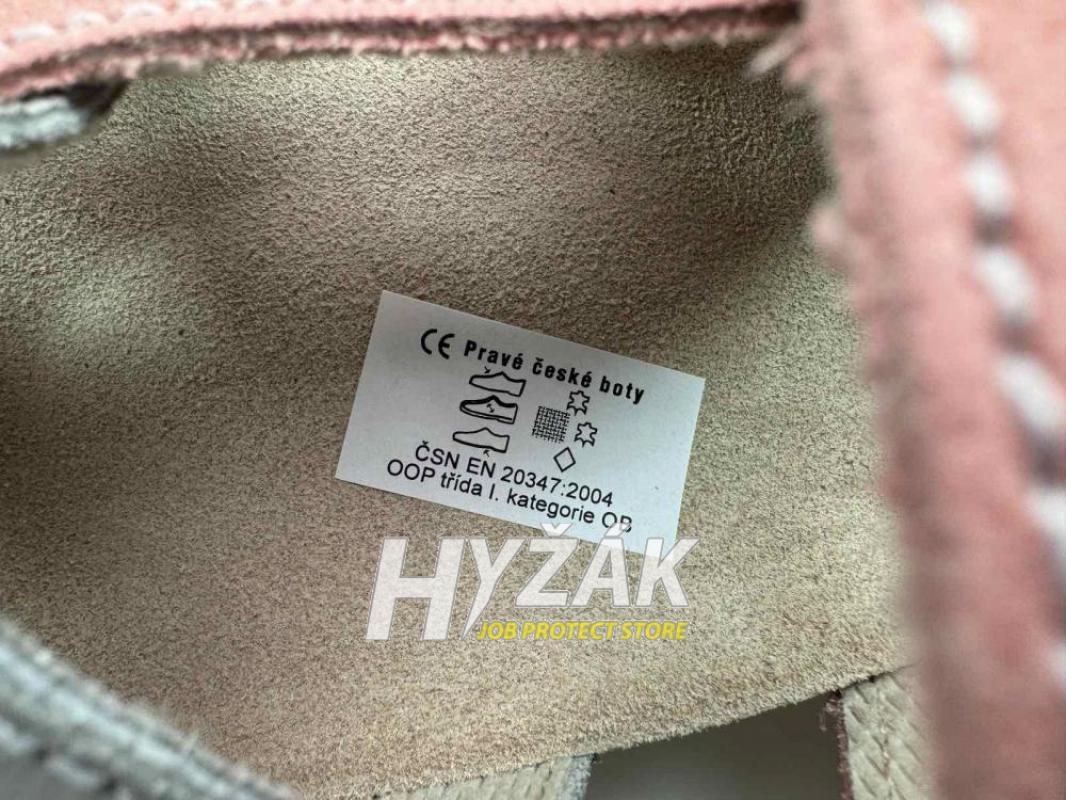 CE Pravé české boty
ČSN EN 20347:2004
OOP třída I. kategorie OB
HYŽÁK
JOB PROTECT STORE